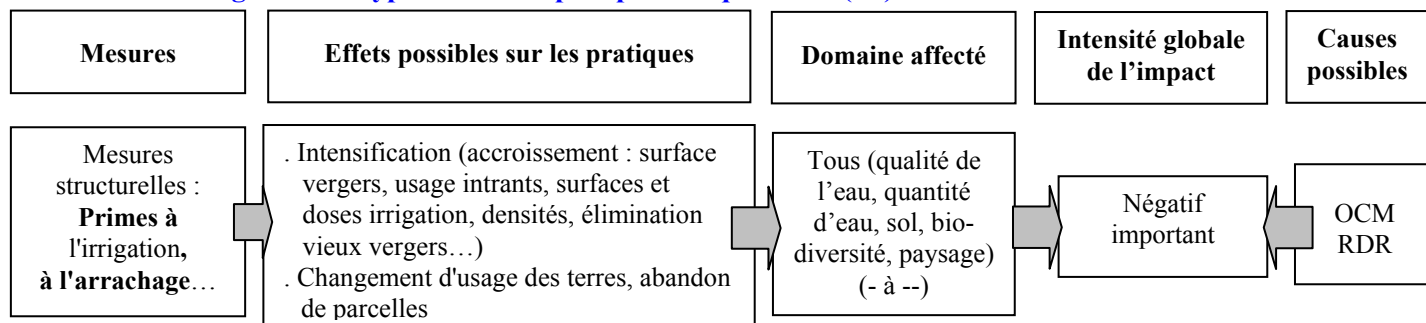 Mesures
Effets possibles sur les pratiques
Domaine affecté
Intensité globale
de l’impact
Causes
possibles
Mesures
structurelles :
Primes à
l'irrigation,
à l'arrachage…
. Intensification (accroissement : surface
vergers, usage intrants, surfaces et
doses irrigation, densités, élimination
vieux vergers…)
. Changement d'usage des terres, abandon
de parcelles
Tous (qualité de
l’eau, quantité
d’eau, sol, bio-
diversité, paysage)
(- à --)
Négatif
important
OCM
RDR